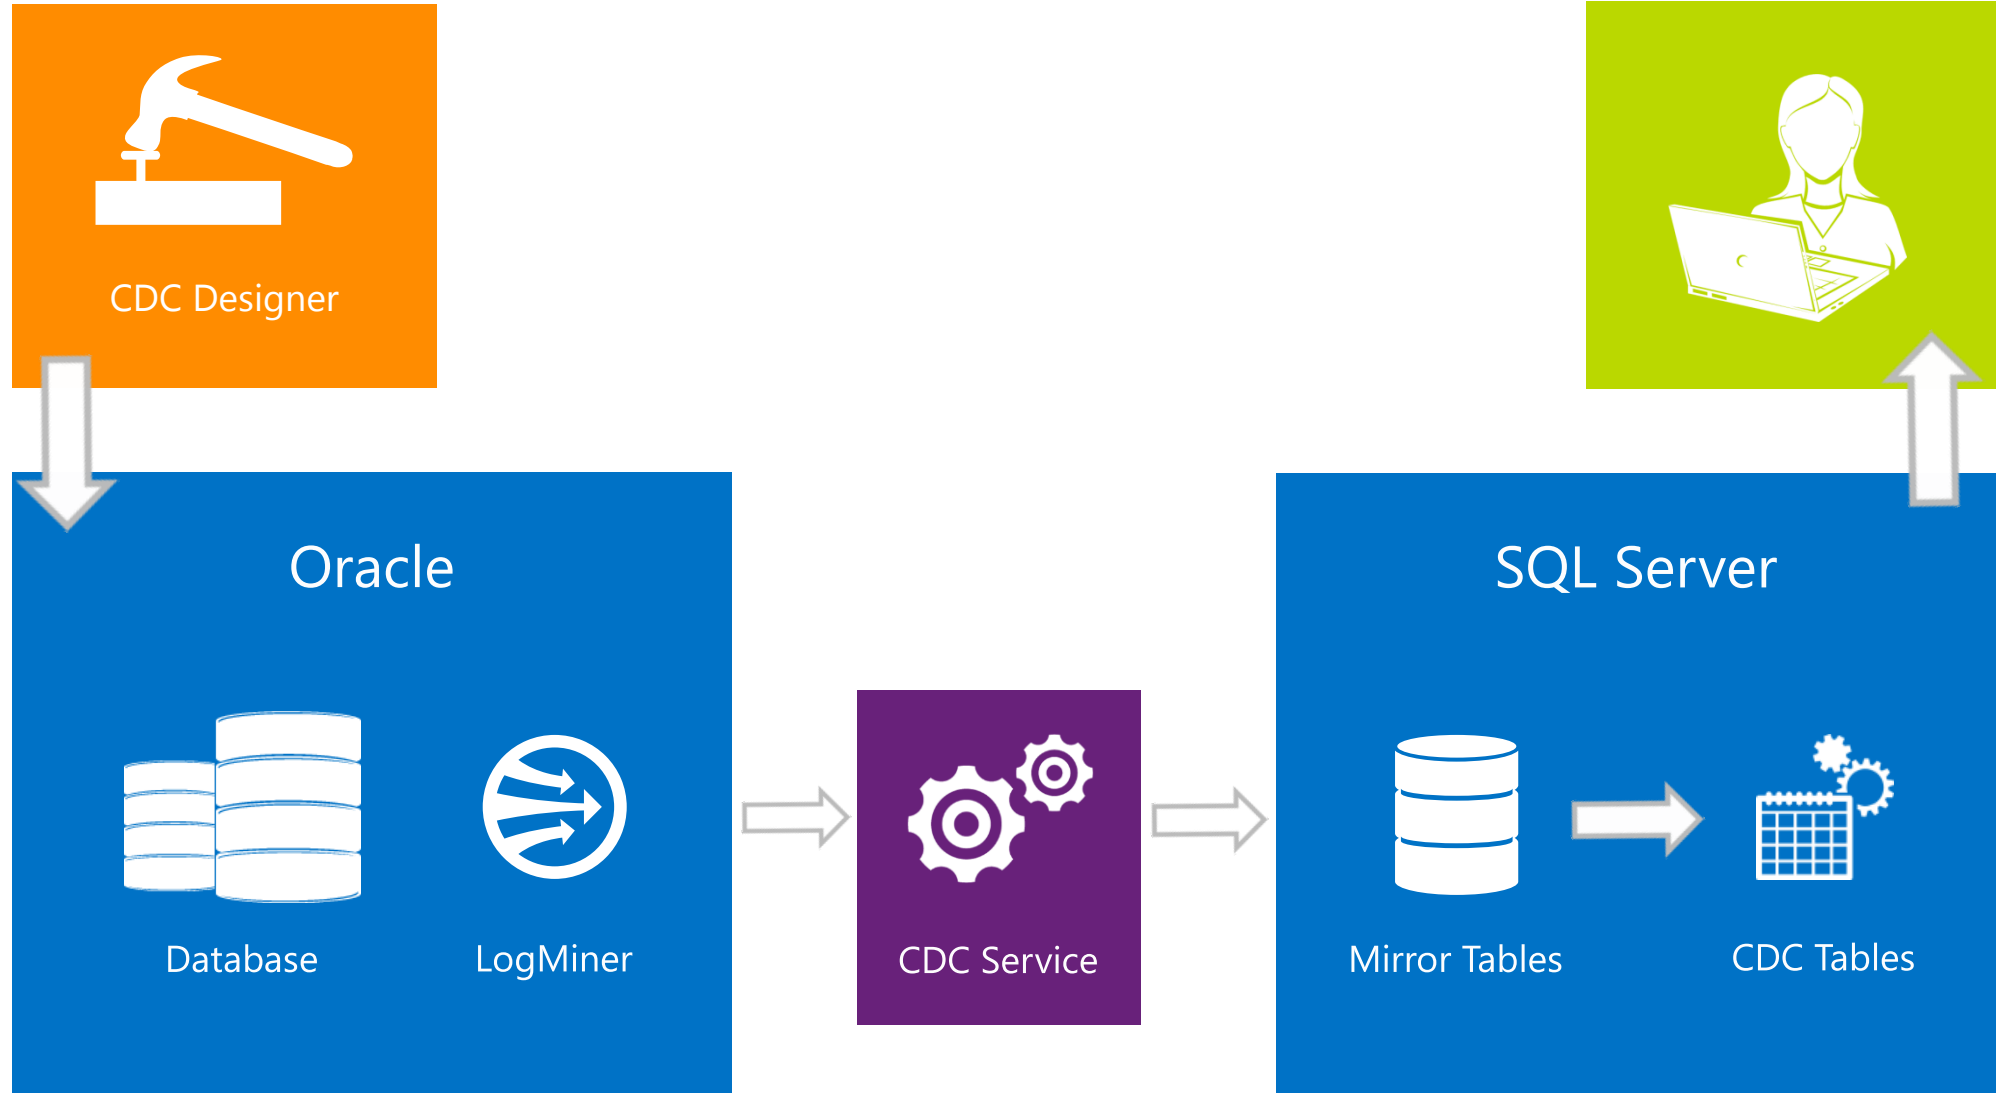 CDC Designer
Oracle
Database
LogMiner
CDC Service
SQL Server
Mirror Tables
CDC Tables